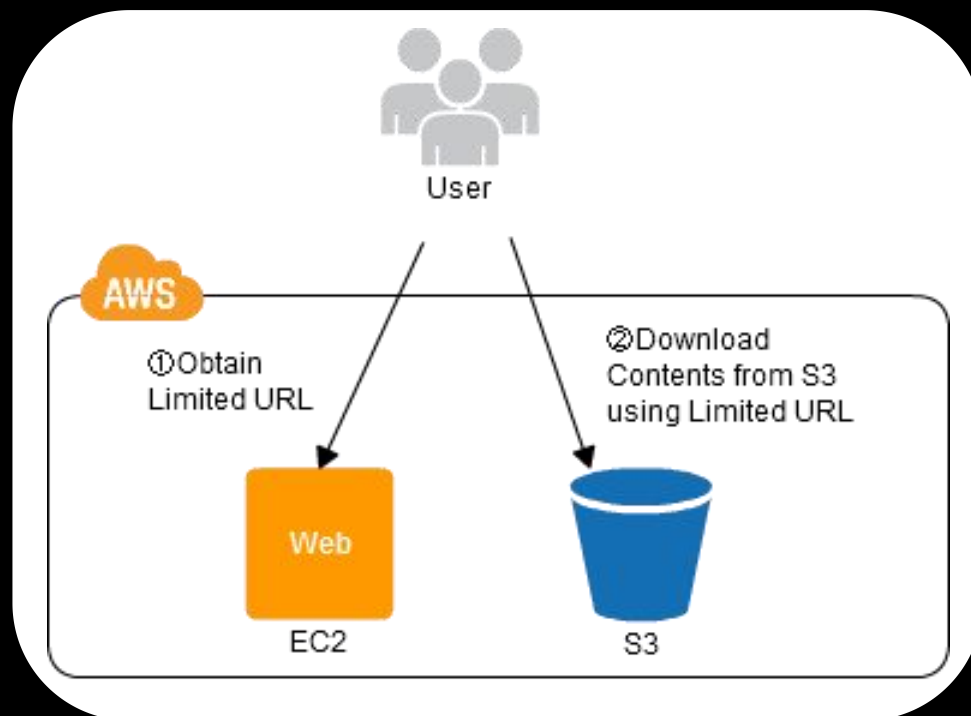 User
AWS
①Obtain
Limited URL
②Download
Contents from S3
using Limited URL
Web
EC2
S3